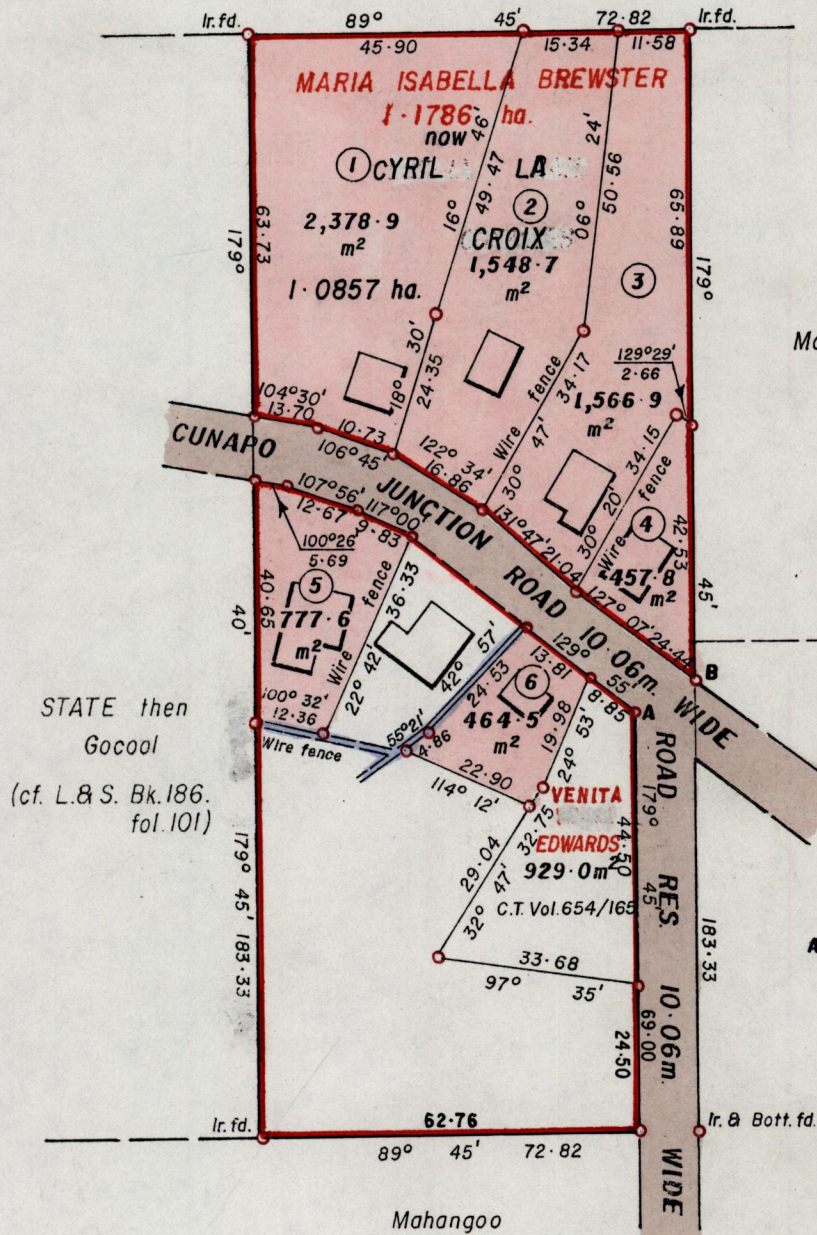 Ir. fd.
89° 45' 72·82
Ir. fd.
45·90
15·34
11·58
MARIA ISABELLA BREWSTER
1·1786 ha.
now
① CYRIL LA
② CROIX
2,378·9
m²
1·0857 ha.
1,548·7
m²
③
16° 46'
49·47
06° 24'
50·56
63·73
179°
65·89
179°
18° 30'
24·35
Wire fence
30° 47'
34·17
129°29'
2·66
1,566·9
m²
Ma
104°30'
13·70
10·73
106°45'
122° 34'
16·86
131°47'
21·04
30° 20'
34·15
Wire fence
④
457·8
m²
42·53
45'
127° 07'
24·44
B
CUNAPO JUNCTION ROAD 10·06m. WIDE
107°56'
12·67
117°00'
9·83
100°26'
5·69
40·65
40'
⑤
777·6
m²
Wire fence
22° 42'
36·33
100° 32'
12·36
Wire fence
42° 57'
24·53
55°21'
4·86
129° 55'
13·81
8·85
A
⑥
464·5
m²
19·98
24° 53'
22·90
114° 12'
STATE then
Gocool
(cf. L.& S. Bk.186.
fol.101)
VENITA
EDWARDS
929·0m²
C.T. Vol.654/165
32·75
29·04
32° 47'
44·50
179° 45'
33·68
97° 35'
24·50
69·00
ROAD RES. 10·06m. WIDE
183·33
A
179° 45' 183·33
Ir. fd.
62·76
89° 45' 72·82
Ir. & Bott. fd.
Mahangoo